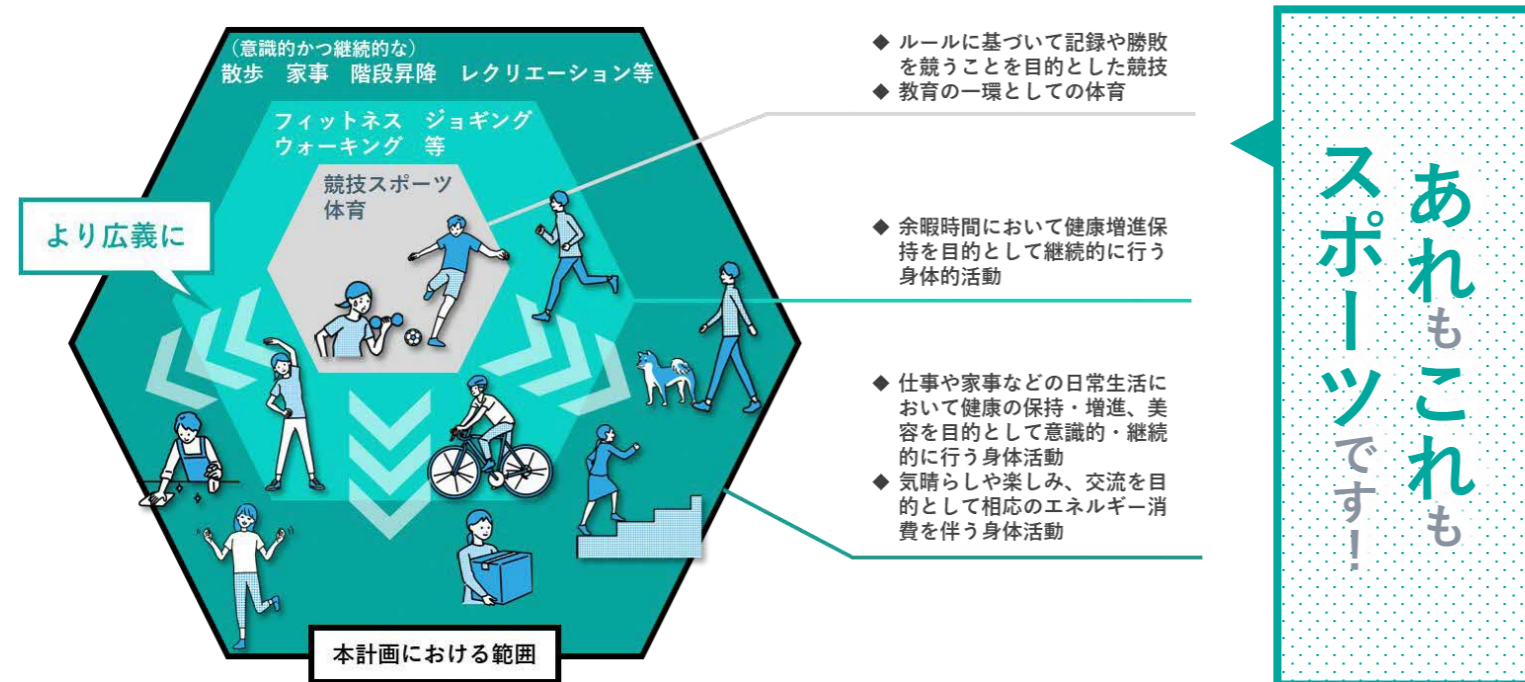 （意識的かつ継続的な）
散歩　家事　階段昇降　レクリエーション等
フィットネス　ジョギング
ウォーキング　等
競技スポーツ
体育
より広義に
本計画における範囲
◆ ルールに基づいて記録や勝敗
を競うことを目的とした競技
◆ 教育の一環としての体育
◆ 余暇時間において健康増進保
持を目的として継続的に行う
身体的活動
◆ 仕事や家事などの日常生活に
おいて健康の保持・増進、美
容を目的として意識的・継続
的に行う身体活動
◆ 気晴らしや楽しみ、交流を目
的として相応のエネルギー消
費を伴う身体活動
あれもこれも
スポーツです！